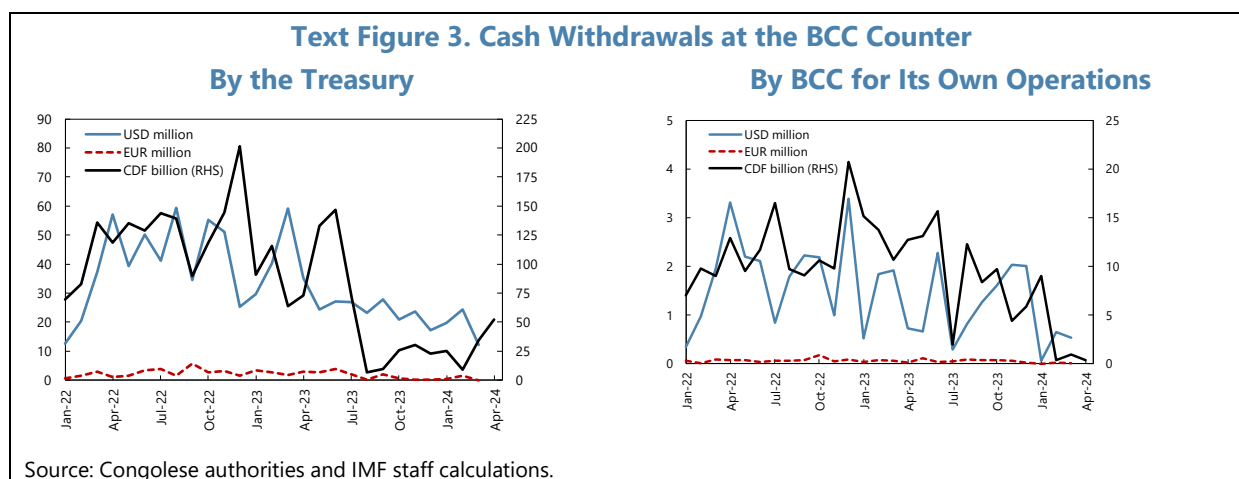 Text Figure 3. Cash Withdrawals at the BCC Counter
By the Treasury
90
80
70
60
50
40
30
20
10
0
225
200
175
150
125
100
75
50
25
0
USD million
EUR million
CDF billion (RHS)
Jan-22
Apr-22
Jul-22
Oct-22
Jan-23
Apr-23
Jul-23
Oct-23
Jan-24
Apr-24
By BCC for Its Own Operations
5
4
3
2
1
0
25
20
15
10
5
0
USD million
EUR million
CDF billion (RHS)
Jan-22
Apr-22
Jul-22
Oct-22
Jan-23
Apr-23
Jul-23
Oct-23
Jan-24
Apr-24
Source: Congolese authorities and IMF staff calculations.